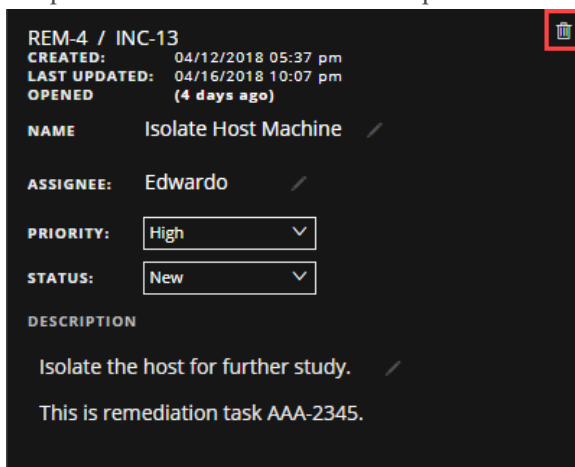 REM-4 / INC-13
CREATED: 04/12/2018 05:37 pm
LAST UPDATED: 04/16/2018 10:07 pm
OPENED (4 days ago)
NAME Isolate Host Machine
ASSIGNEE: Edwardo
PRIORITY: High
STATUS: New
DESCRIPTION
Isolate the host for further study.
This is remediation task AAA-2345.